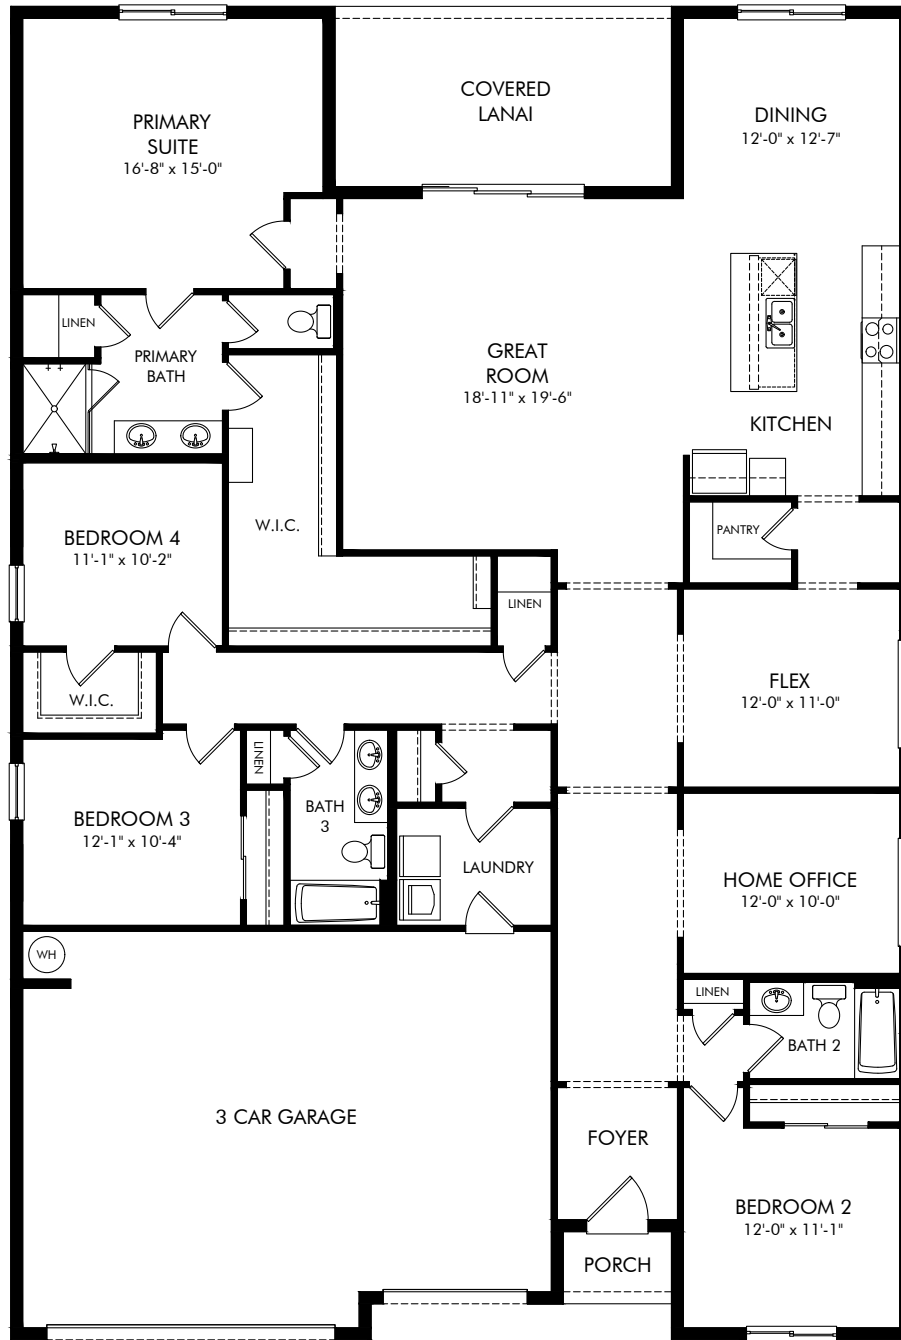 COVERED
LANAI
DINING
12'-0" x 12'-7"
PRIMARY
SUITE
16'-8" x 15'-0"
LINEN
PRIMARY
BATH
GREAT
ROOM
18'-11" x 19'-6"
KITCHEN
BEDROOM 4
11'-1" x 10'-2"
W.I.C.
PANTRY
LINEN
W.I.C.
FLEX
12'-0" x 11'-0"
LINEN
BEDROOM 3
12'-1" x 10'-4"
BATH
3
LAUNDRY
HOME OFFICE
12'-0" x 10'-0"
WH
LINEN
BATH 2
3 CAR GARAGE
FOYER
BEDROOM 2
12'-0" x 11'-1"
PORCH